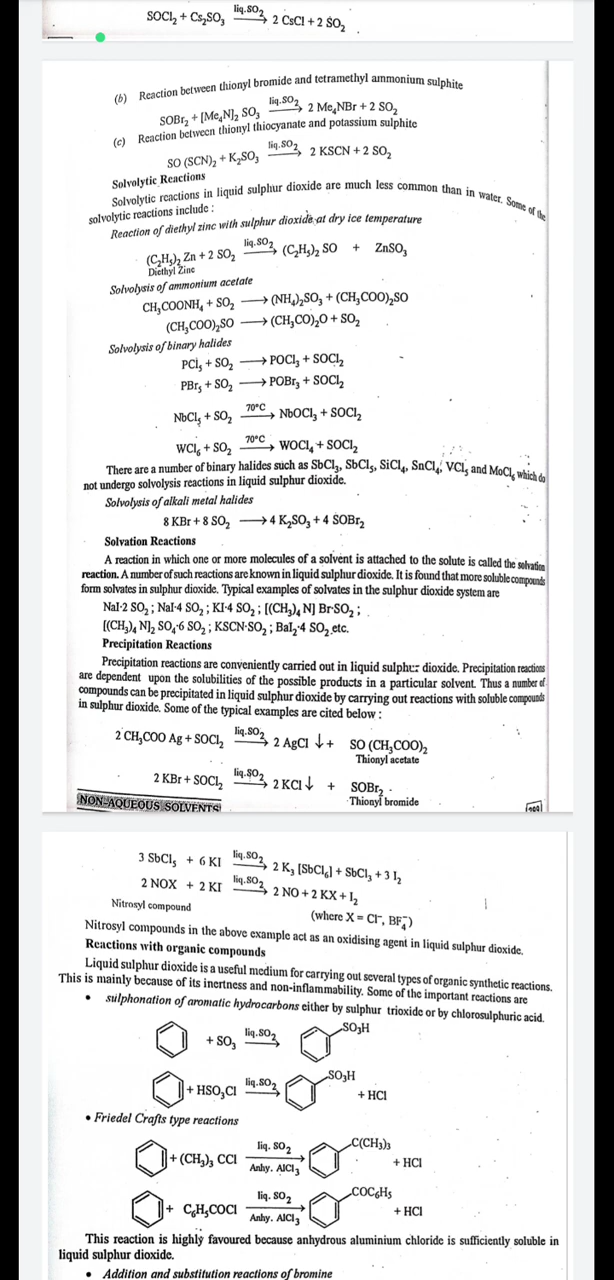 SOCl₂ + Cs₂SO₃ —liq.SO₂→ 2 CsCl + 2 SO₂
(b) Reaction between thionyl bromide and tetramethyl ammonium sulphite
SOBr₂ + [Me₄N]₂ SO₃ —liq.SO₂→ 2 Me₄NBr + 2 SO₂
(c) Reaction between thionyl thiocyanate and potassium sulphite
SO (SCN)₂ + K₂SO₃ —liq.SO₂→ 2 KSCN + 2 SO₂
Solvolytic Reactions
Solvolytic reactions in liquid sulphur dioxide are much less common than in water. Some of the
solvolytic reactions include :
Reaction of diethyl zinc with sulphur dioxide at dry ice temperature
(C₂H₅)₂ Zn + 2 SO₂ —liq.SO₂→ (C₂H₅)₂ SO + ZnSO₃
Diethyl Zinc
Solvolysis of ammonium acetate
CH₃COONH₄ + SO₂ ⟶ (NH₄)₂SO₃ + (CH₃COO)₂SO
(CH₃COO)₂SO ⟶ (CH₃CO)₂O + SO₂
Solvolysis of binary halides
PCl₅ + SO₂ ⟶ POCl₃ + SOCl₂
PBr₅ + SO₂ ⟶ POBr₃ + SOCl₂
NbCl₅ + SO₂ —70°C→ NbOCl₃ + SOCl₂
WCl₆ + SO₂ —70°C→ WOCl₄ + SOCl₂
There are a number of binary halides such as SbCl₃, SbCl₅, SiCl₄, SnCl₄, VCl₅ and MoCl₆ which do
not undergo solvolysis reactions in liquid sulphur dioxide.
Solvolysis of alkali metal halides
8 KBr + 8 SO₂ ⟶ 4 K₂SO₃ + 4 SOBr₂
Solvation Reactions
A reaction in which one or more molecules of a solvent is attached to the solute is called the solvation
reaction. A number of such reactions are known in liquid sulphur dioxide. It is found that more soluble compounds
form solvates in sulphur dioxide. Typical examples of solvates in the sulphur dioxide system are
NaI·2 SO₂ ; NaI·4 SO₂ ; KI·4 SO₂ ; [(CH₃)₄ N] Br·SO₂ ;
[(CH₃)₄ N]₂ SO₄·6 SO₂ ; KSCN·SO₂ ; BaI₂·4 SO₂ etc.
Precipitation Reactions
Precipitation reactions are conveniently carried out in liquid sulphur dioxide. Precipitation reactions
are dependent upon the solubilities of the possible products in a particular solvent. Thus a number of
compounds can be precipitated in liquid sulphur dioxide by carrying out reactions with soluble compounds
in sulphur dioxide. Some of the typical examples are cited below :
2 CH₃COO Ag + SOCl₂ —liq.SO₂→ 2 AgCl ↓ + SO (CH₃COO)₂
Thionyl acetate
2 KBr + SOCl₂ —liq.SO₂→ 2 KCl ↓ + SOBr₂
Thionyl bromide
NON-AQUEOUS SOLVENTS
3 SbCl₅ + 6 KI —liq.SO₂→ 2 K₃ [SbCl₆] + SbCl₃ + 3 I₂
2 NOX + 2 KI —liq.SO₂→ 2 NO + 2 KX + I₂
Nitrosyl compound (where X = Cl⁻, BF₄⁻)
Nitrosyl compounds in the above example act as an oxidising agent in liquid sulphur dioxide.
Reactions with organic compounds
Liquid sulphur dioxide is a useful medium for carrying out several types of organic synthetic reactions.
This is mainly because of its inertness and non-inflammability. Some of the important reactions are
• sulphonation of aromatic hydrocarbons either by sulphur trioxide or by chlorosulphuric acid.
+ SO₃ —liq.SO₂→ SO₃H
+ HSO₃Cl —liq.SO₂→ SO₃H + HCl
• Friedel Crafts type reactions
+ (CH₃)₃ CCl —liq. SO₂ / Anhy. AlCl₃→ C(CH₃)₃ + HCl
+ C₆H₅COCl —liq. SO₂ / Anhy. AlCl₃→ COC₆H₅ + HCl
This reaction is highly favoured because anhydrous aluminium chloride is sufficiently soluble in
liquid sulphur dioxide.
• Addition and substitution reactions of bromine